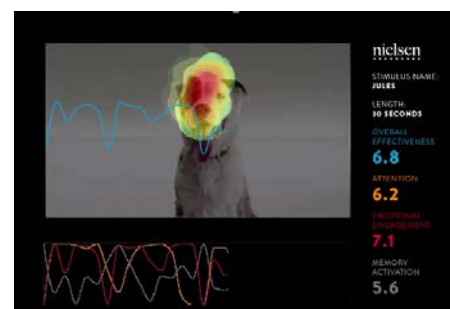 nielsen
STIMULUS NAME:
JULES
LENGTH:
30 SECONDS
OVERALL
EFFECTIVENESS
6.8
ATTENTION
6.2
EMOTIONAL
ENGAGEMENT
7.1
MEMORY
ACTIVATION
5.6